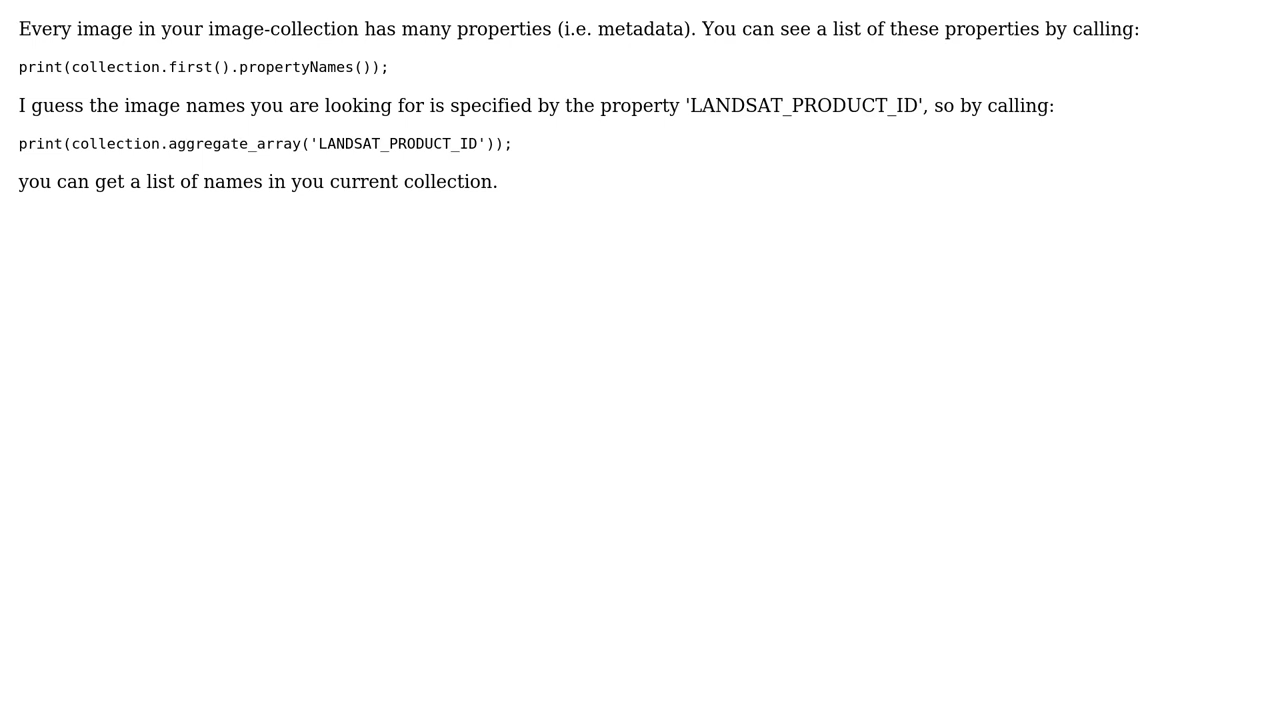 Every image in your image-collection has many properties (i.e. metadata). You can see a list of these properties by calling:
print(collection.first().propertyNames());
I guess the image names you are looking for is specified by the property 'LANDSAT_PRODUCT_ID', so by calling:
print(collection.aggregate_array('LANDSAT_PRODUCT_ID'));
you can get a list of names in you current collection.